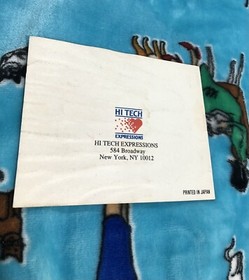 HI TECH
EXPRESSIONS
HI TECH EXPRESSIONS
584 Broadway
New York, NY 10012
PRINTED IN JAPAN